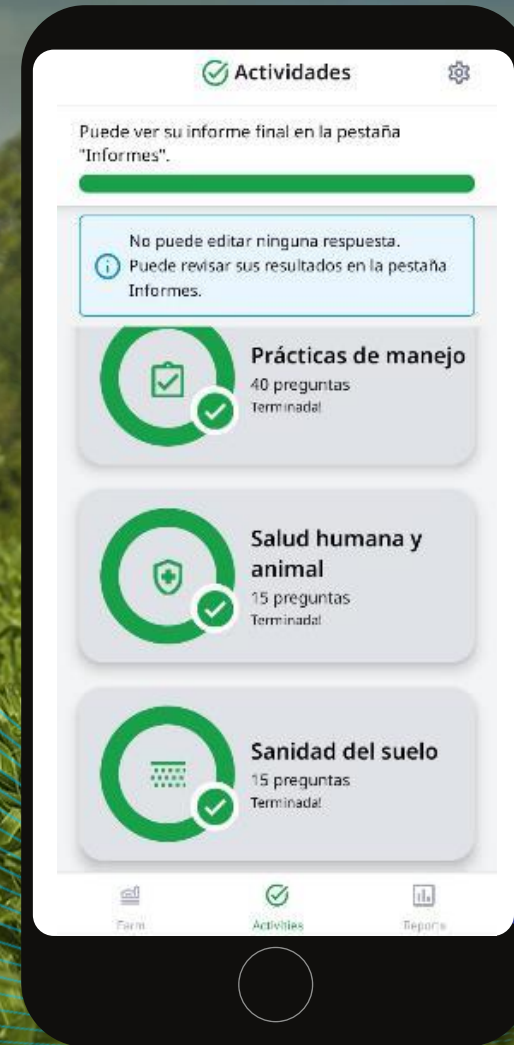 Actividades
Puede ver su informe final en la pestaña
"Informes".
No puede editar ninguna respuesta.
Puede revisar sus resultados en la pestaña
Informes.
Prácticas de manejo
40 preguntas
Terminada!
Salud humana y
animal
15 preguntas
Terminada!
Sanidad del suelo
15 preguntas
Terminada!
Farm
Activities
Reports